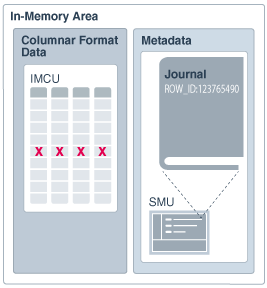 In-Memory Area
Columnar Format
Data
IMCU
X X X X
Metadata
Journal
ROW_ID:123765490
SMU